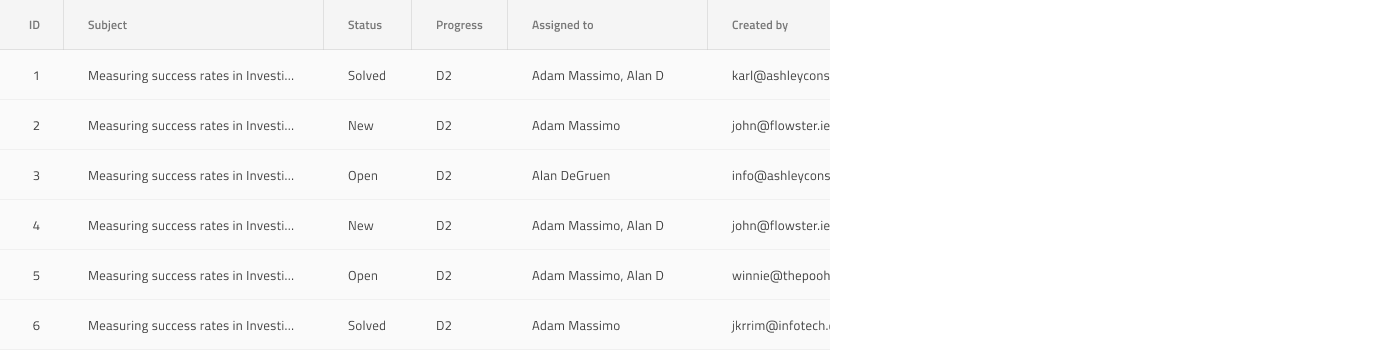 ID Subject Status Progress Assigned to Created by
1 Measuring success rates in Investi... Solved D2 Adam Massimo, Alan D karl@ashleycons
2 Measuring success rates in Investi... New D2 Adam Massimo john@flowster.ie
3 Measuring success rates in Investi... Open D2 Alan DeGruen info@ashleycons
4 Measuring success rates in Investi... New D2 Adam Massimo, Alan D john@flowster.ie
5 Measuring success rates in Investi... Open D2 Adam Massimo, Alan D winnie@thepooh
6 Measuring success rates in Investi... Solved D2 Adam Massimo jkrrim@infotech.